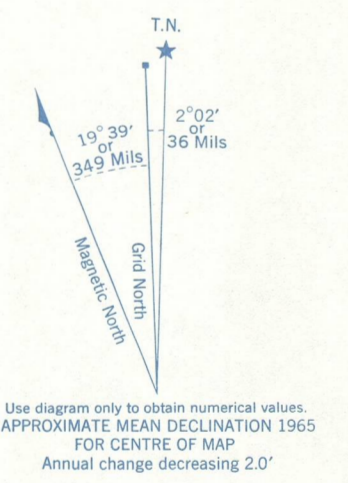 T.N.
2°02'
or
36 Mils
19° 39'
or
349 Mils
Grid North
Magnetic North
Use diagram only to obtain numerical values.
APPROXIMATE MEAN DECLINATION 1965
FOR CENTRE OF MAP
Annual change decreasing 2.0'